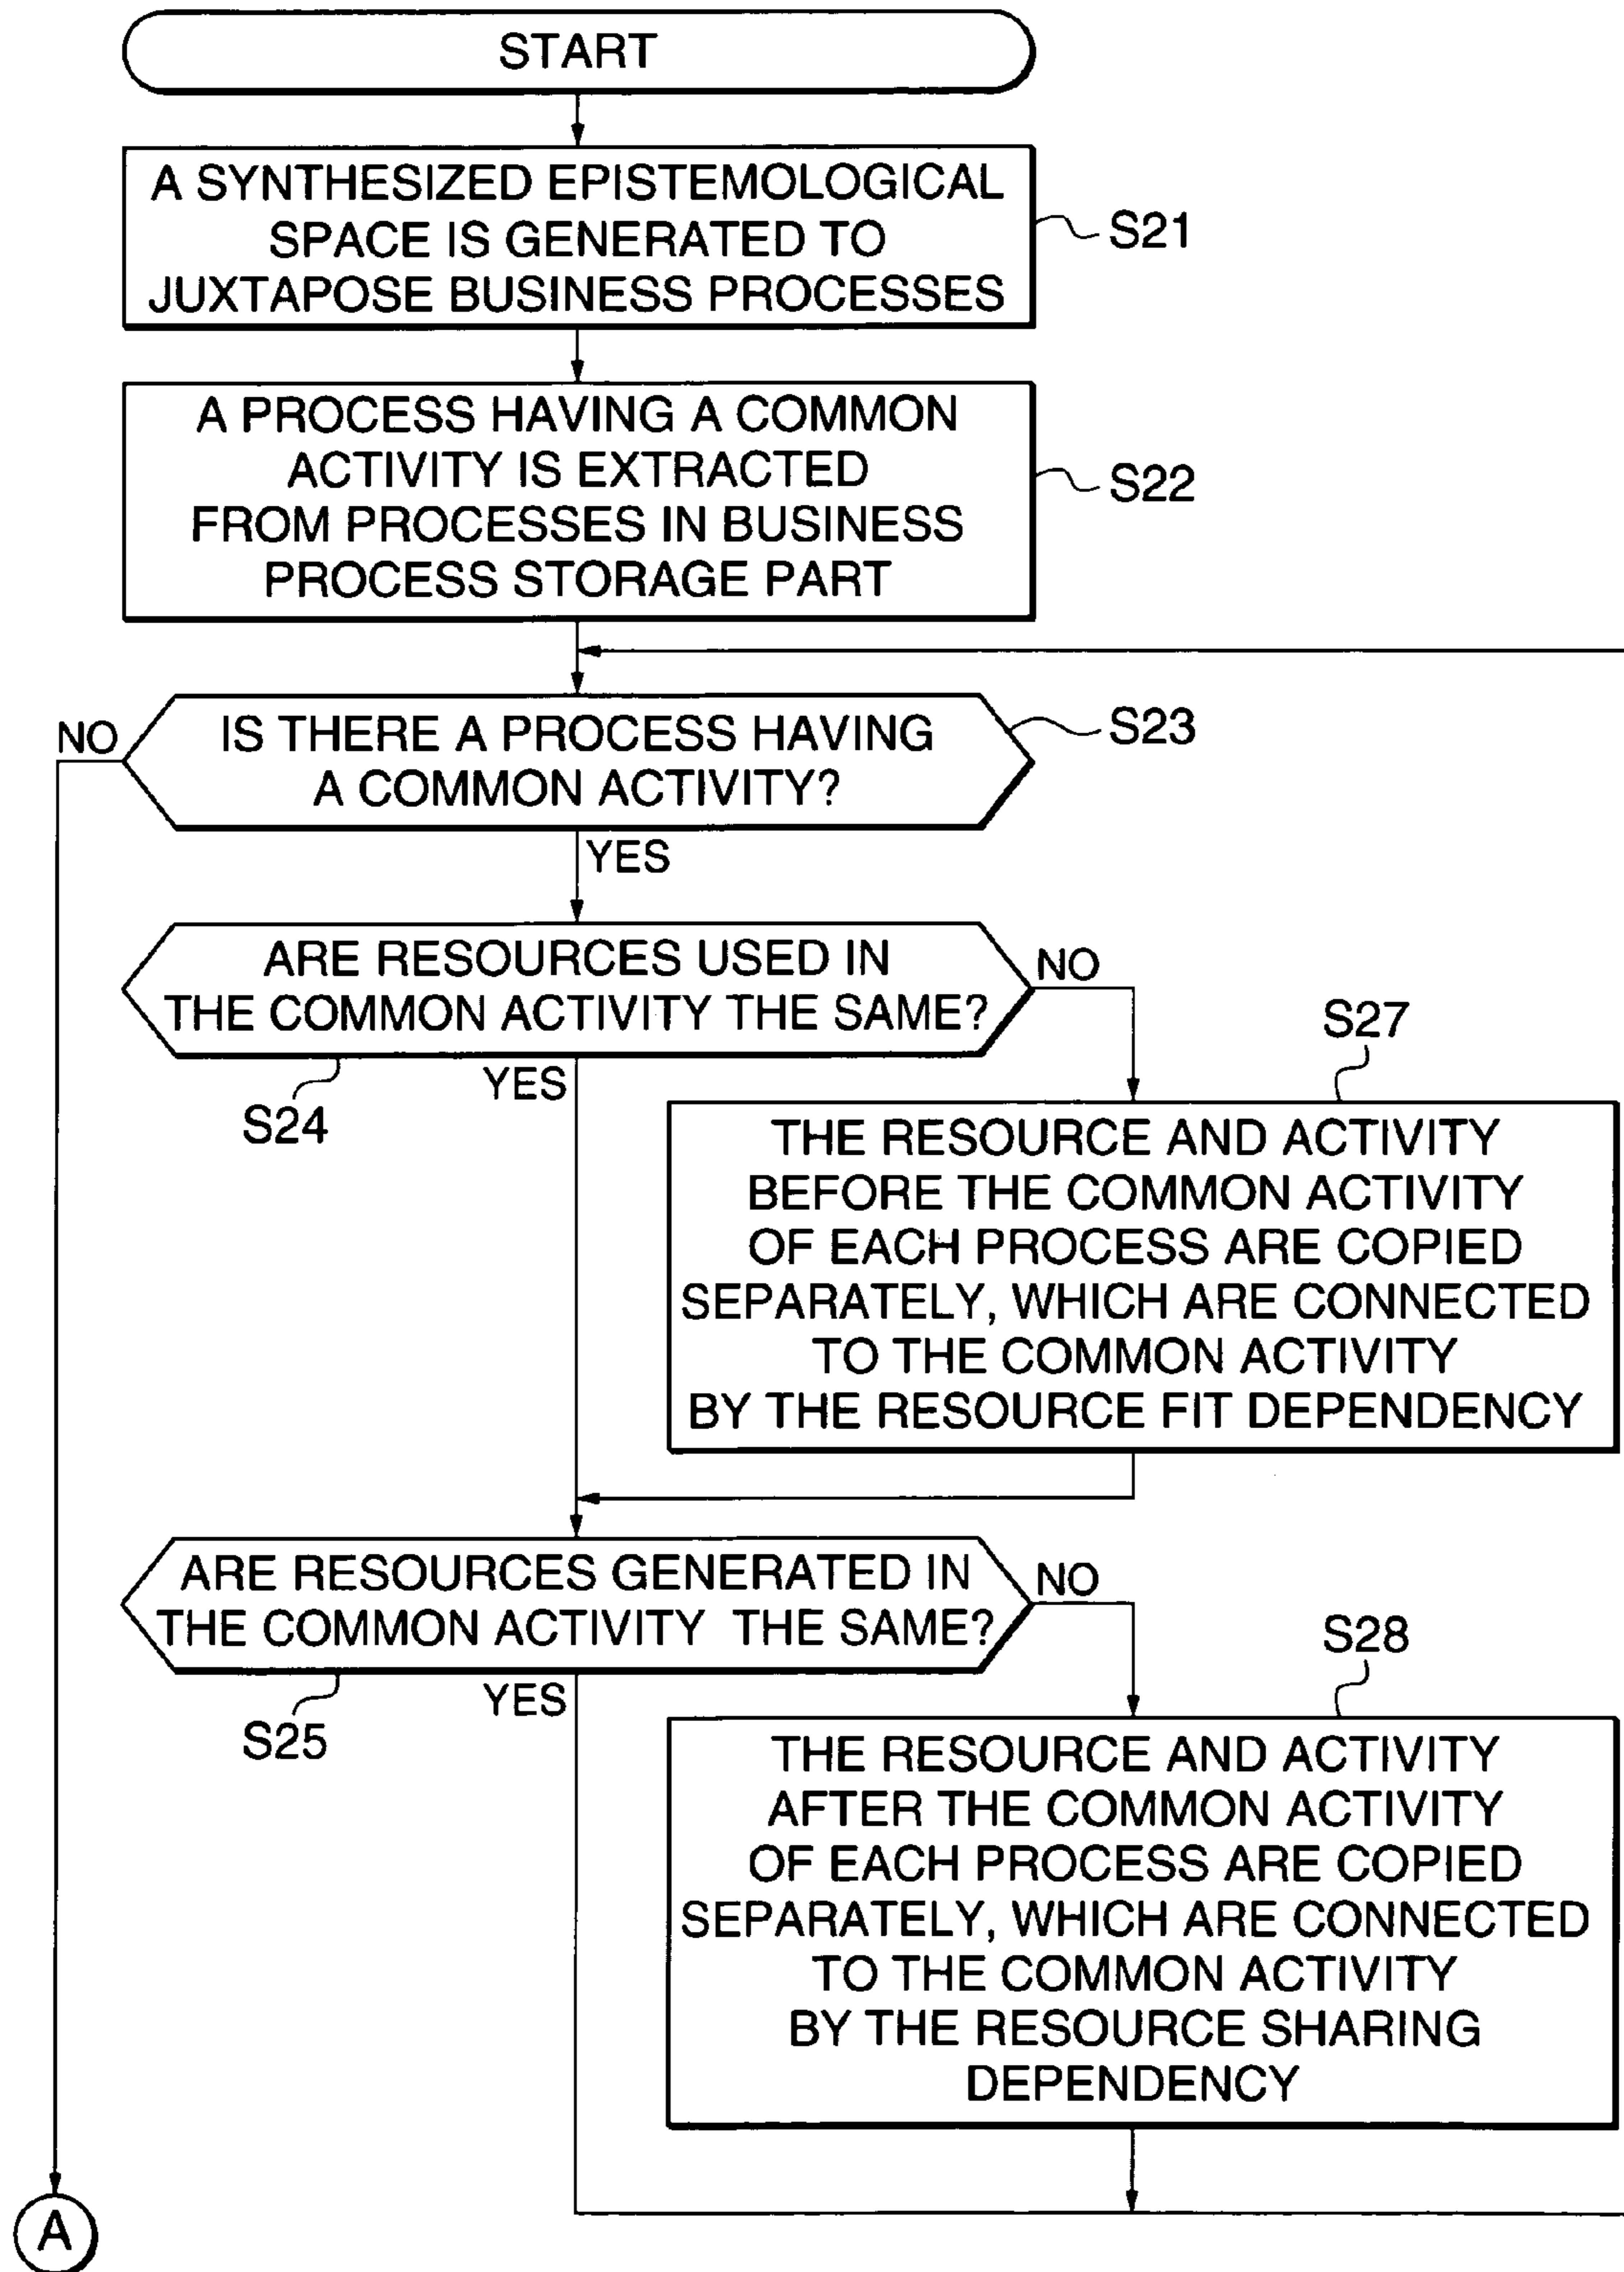 START
A SYNTHESIZED EPISTEMOLOGICAL
SPACE IS GENERATED TO
JUXTAPOSE BUSINESS PROCESSES
S21
A PROCESS HAVING A COMMON
ACTIVITY IS EXTRACTED
FROM PROCESSES IN BUSINESS
PROCESS STORAGE PART
S22
NO
IS THERE A PROCESS HAVING
A COMMON ACTIVITY?
S23
YES
ARE RESOURCES USED IN
THE COMMON ACTIVITY THE SAME?
NO
S24
YES
S27
THE RESOURCE AND ACTIVITY
BEFORE THE COMMON ACTIVITY
OF EACH PROCESS ARE COPIED
SEPARATELY, WHICH ARE CONNECTED
TO THE COMMON ACTIVITY
BY THE RESOURCE FIT DEPENDENCY
ARE RESOURCES GENERATED IN
THE COMMON ACTIVITY THE SAME?
NO
S25
YES
S28
THE RESOURCE AND ACTIVITY
AFTER THE COMMON ACTIVITY
OF EACH PROCESS ARE COPIED
SEPARATELY, WHICH ARE CONNECTED
TO THE COMMON ACTIVITY
BY THE RESOURCE SHARING
DEPENDENCY
A